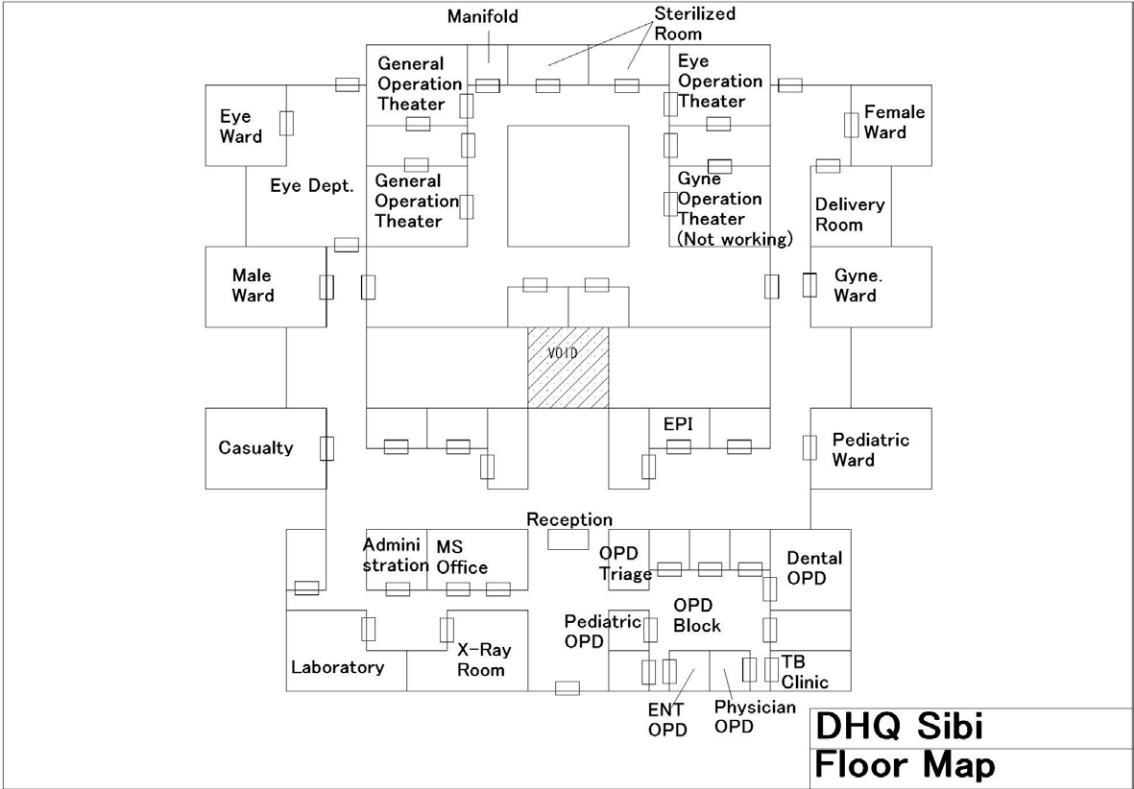 Manifold
Sterilized
Room
General
Operation
Theater
Eye
Operation
Theater
Eye
Ward
Female
Ward
Eye Dept.
General
Operation
Theater
Gyne
Operation
Theater
(Not working)
Delivery
Room
Male
Ward
Gyne.
Ward
VOID
Casualty
EPI
Pediatric
Ward
Reception
Admini
stration
MS
Office
OPD
Triage
Dental
OPD
Pediatric
OPD
OPD
Block
Laboratory
X-Ray
Room
TB
Clinic
ENT
OPD
Physician
OPD
DHQ Sibi
Floor Map